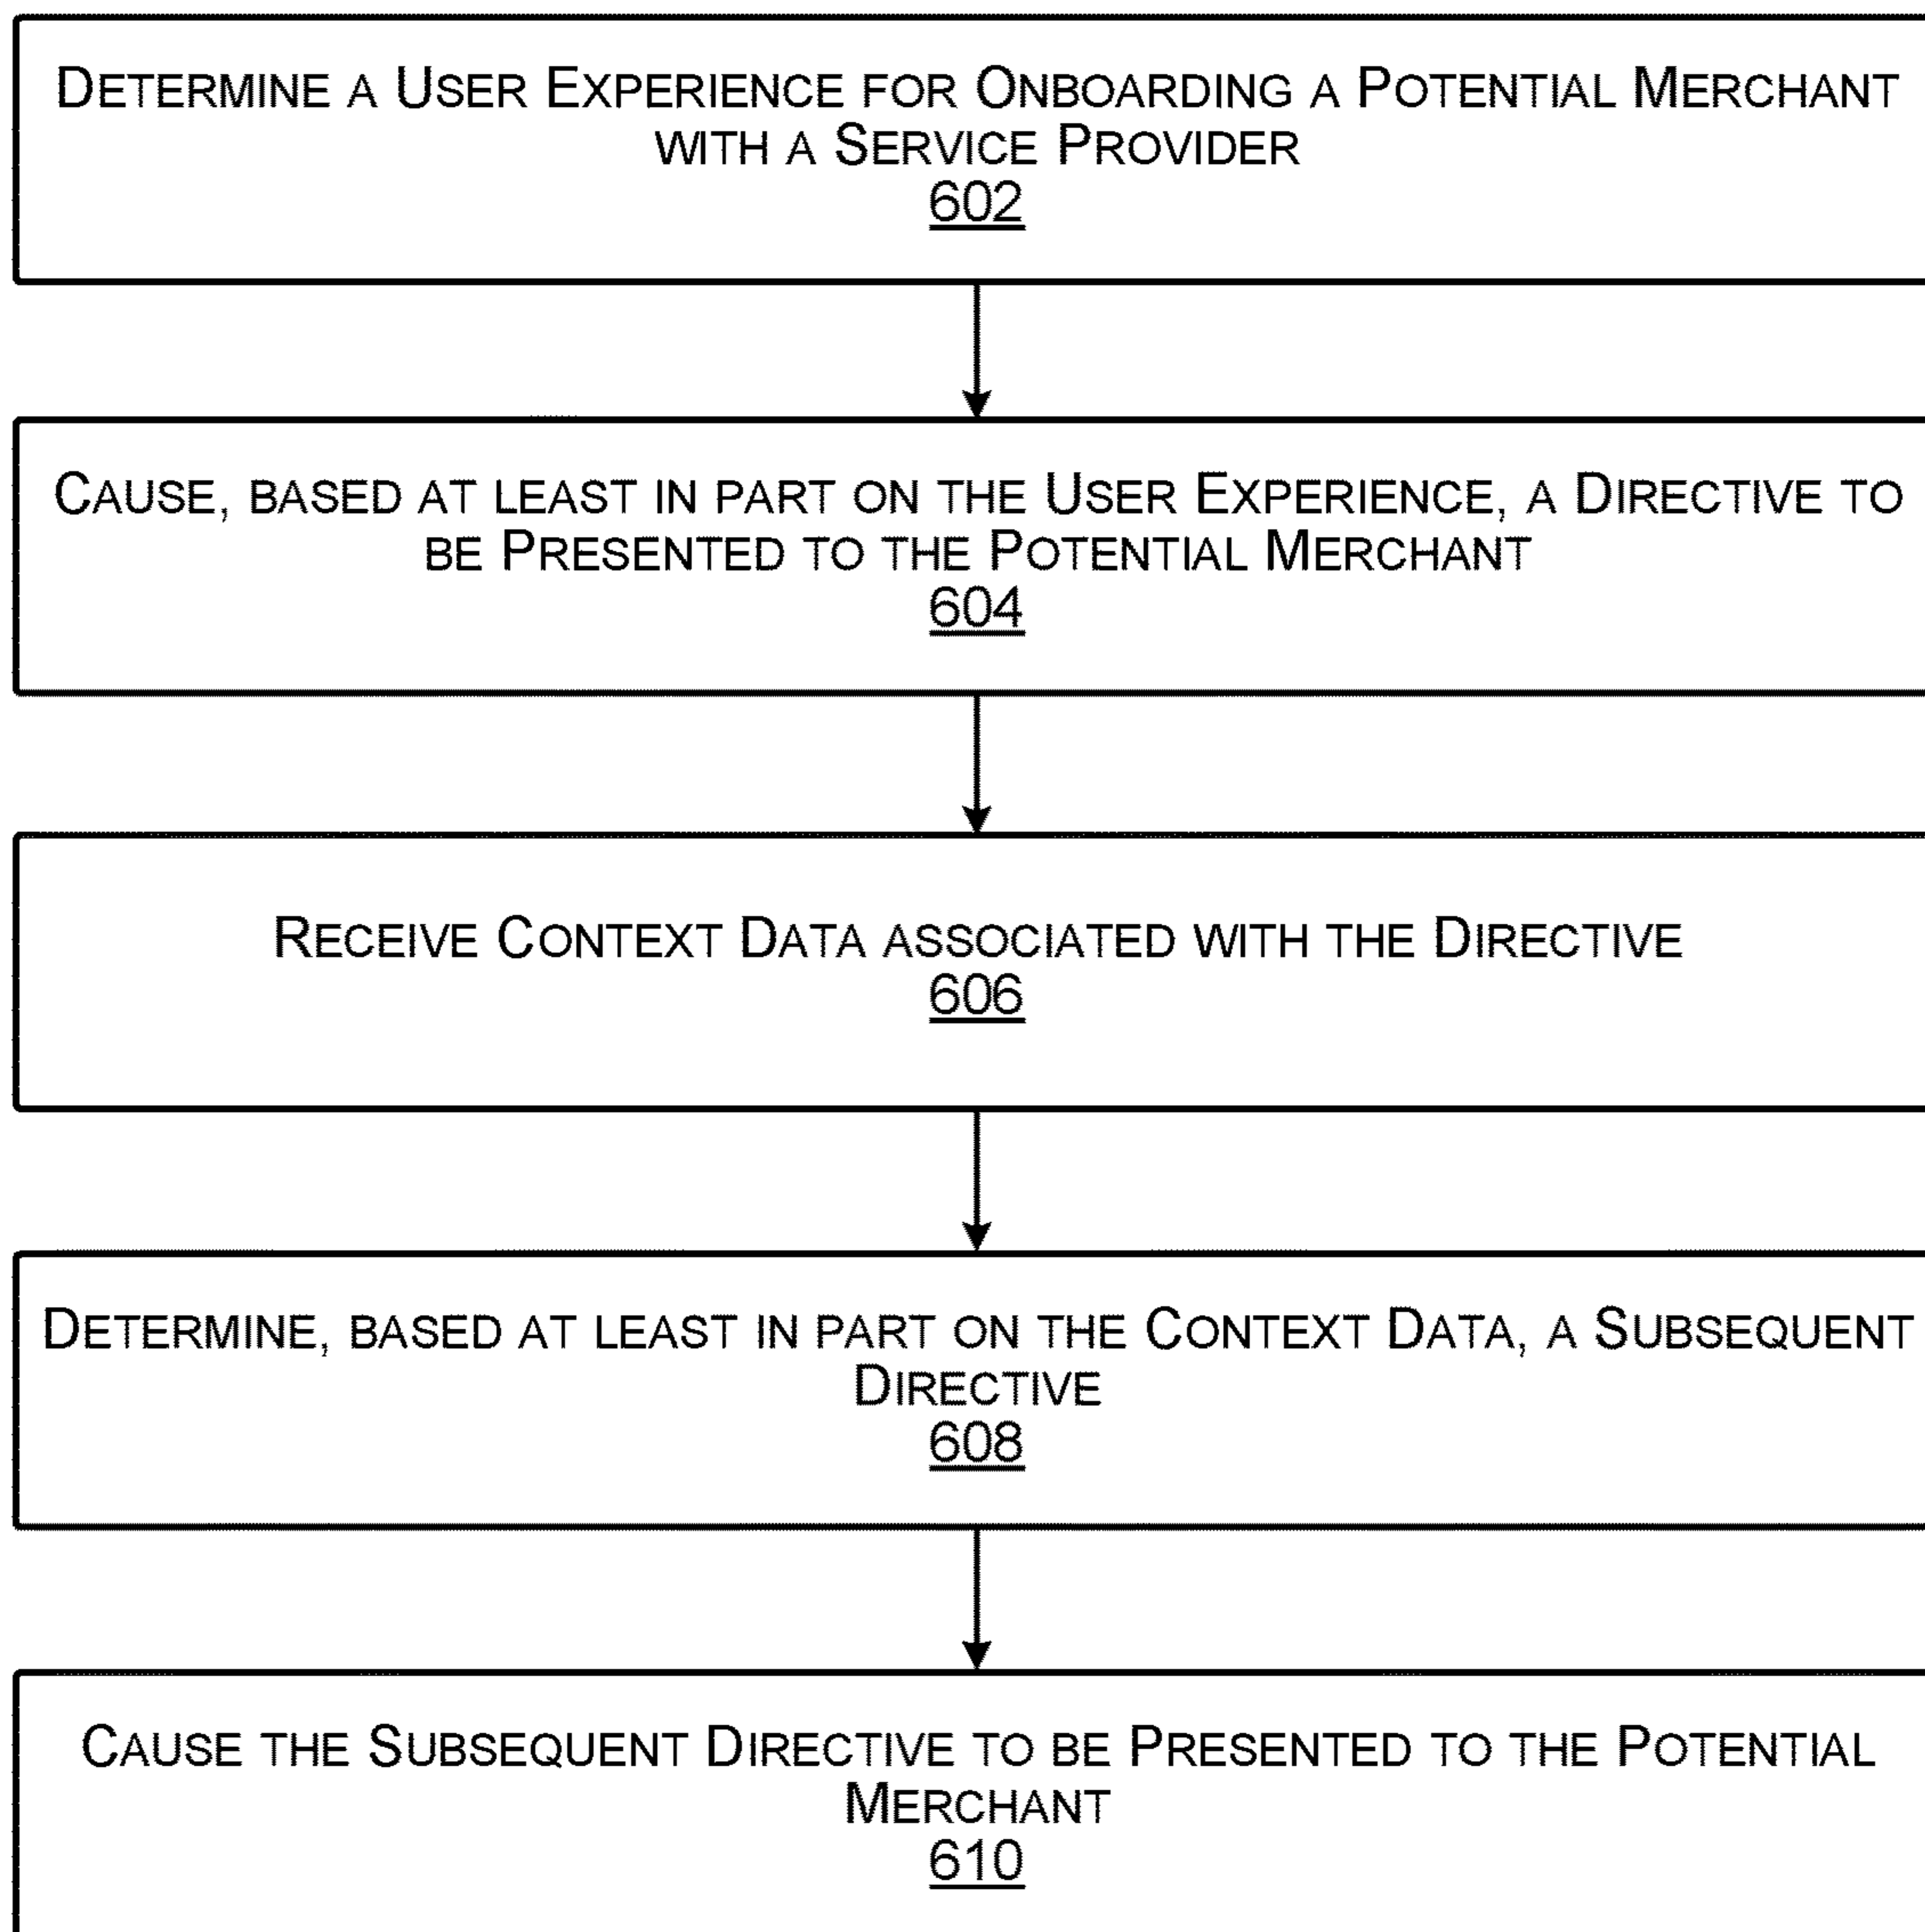 DETERMINE A USER EXPERIENCE FOR ONBOARDING A POTENTIAL MERCHANT
WITH A SERVICE PROVIDER
602
CAUSE, BASED AT LEAST IN PART ON THE USER EXPERIENCE, A DIRECTIVE TO
BE PRESENTED TO THE POTENTIAL MERCHANT
604
RECEIVE CONTEXT DATA ASSOCIATED WITH THE DIRECTIVE
606
DETERMINE, BASED AT LEAST IN PART ON THE CONTEXT DATA, A SUBSEQUENT
DIRECTIVE
608
CAUSE THE SUBSEQUENT DIRECTIVE TO BE PRESENTED TO THE POTENTIAL
MERCHANT
610